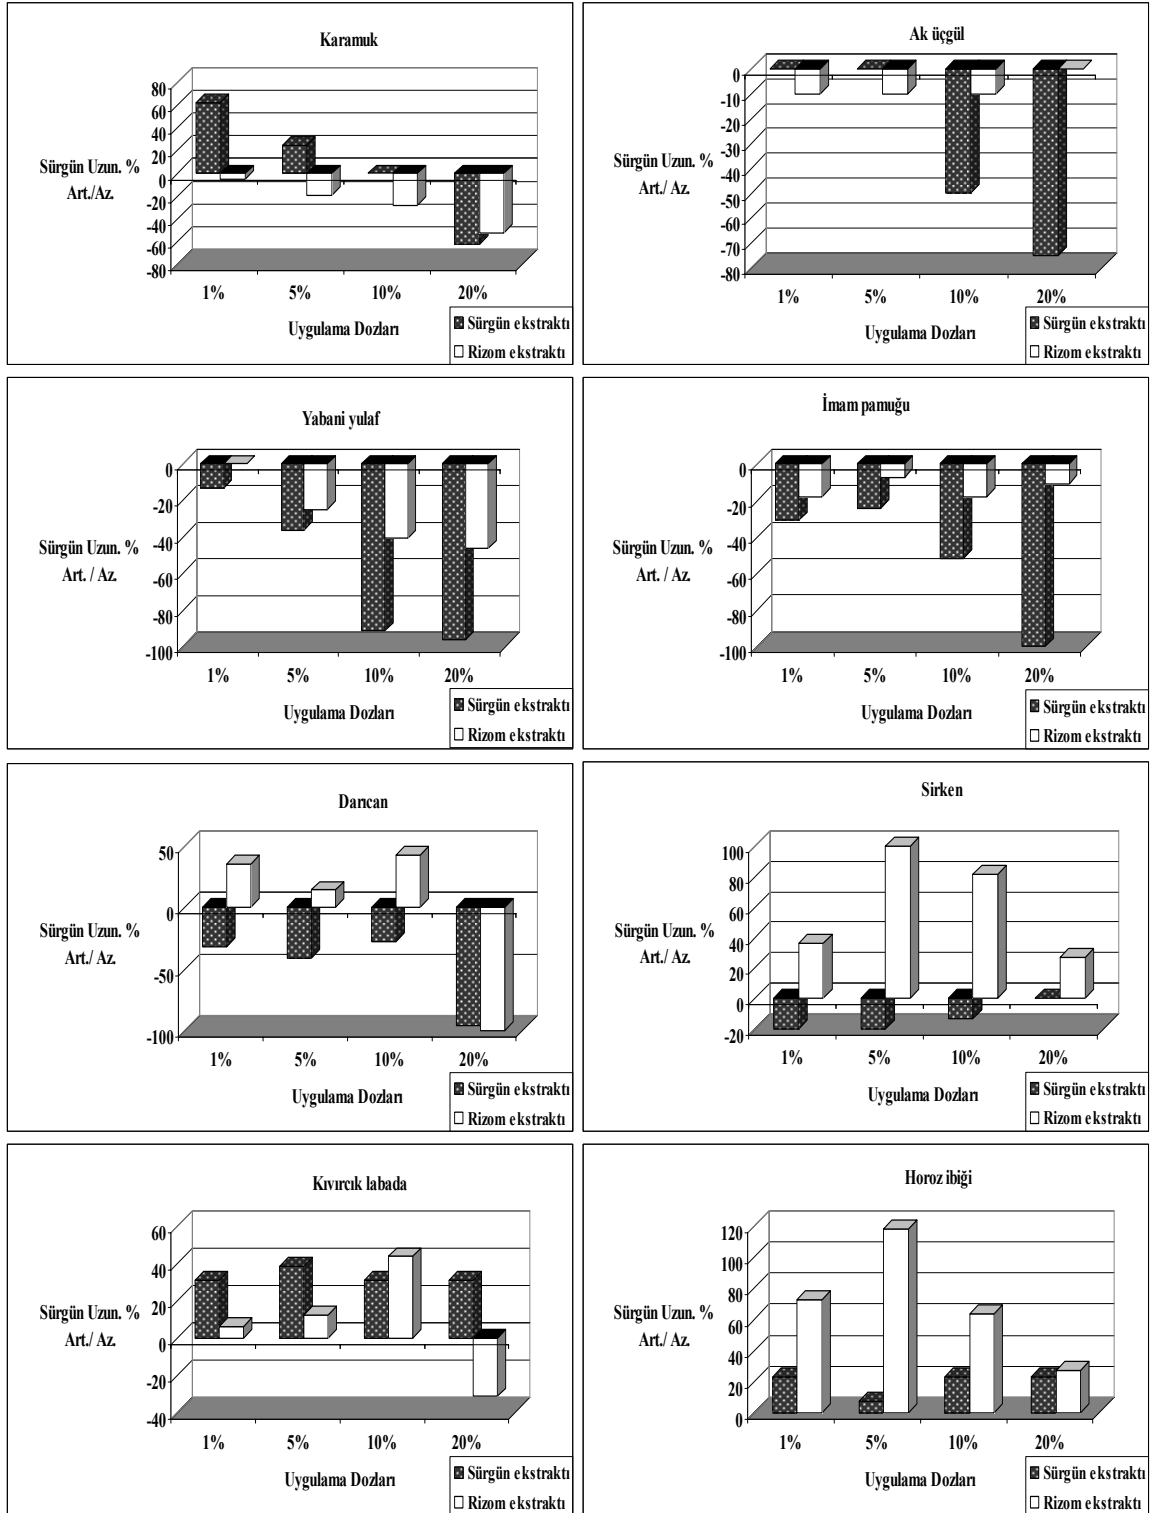 Karamuk
80
60
40
20
0
-20
-40
-60
-80
Sürgün Uzun. %
Art./Az.
1% 5% 10% 20%
Uygulama Dozları
Sürgün ekstraktı
Rizom ekstraktı
Ak üçgül
-0
-10
-20
-30
-40
-50
-60
-70
-80
Sürgün Uzun. %
Art./ Az.
1% 5% 10% 20%
Uygulama Dozları
Sürgün ekstraktı
Rizom ekstraktı
Yabani yulaf
0
-20
-40
-60
-80
-100
Sürgün Uzun. %
Art. / Az.
1% 5% 10% 20%
Uygulama Dozları
Sürgün ekstraktı
Rizom ekstraktı
İmam pamuğu
0
-20
-40
-60
-80
-100
Sürgün Uzun. %
Art. / Az.
1% 5% 10% 20%
Uygulama Dozları
Sürgün ekstraktı
Rizom ekstraktı
Darıcan
50
0
-50
-100
Sürgün Uzun. %
Art./ Az.
1% 5% 10% 20%
Uygulama Dozları
Sürgün ekstraktı
Rizom ekstraktı
Sirken
100
80
60
40
20
0
-20
Sürgün Uzun. %
Art./ Az.
1% 5% 10% 20%
Uygulama Dozları
Sürgün ekstraktı
Rizom ekstraktı
Kıvırcık labada
60
40
20
0
-20
-40
Sürgün Uzun. %
Art./ Az.
1% 5% 10% 20%
Uygulama Dozları
Sürgün ekstraktı
Rizom ekstraktı
Horoz ibiği
120
100
80
60
40
20
0
Sürgün Uzun. %
Art./ Az.
1% 5% 10% 20%
Uygulama Dozları
Sürgün ekstraktı
Rizom ekstraktı